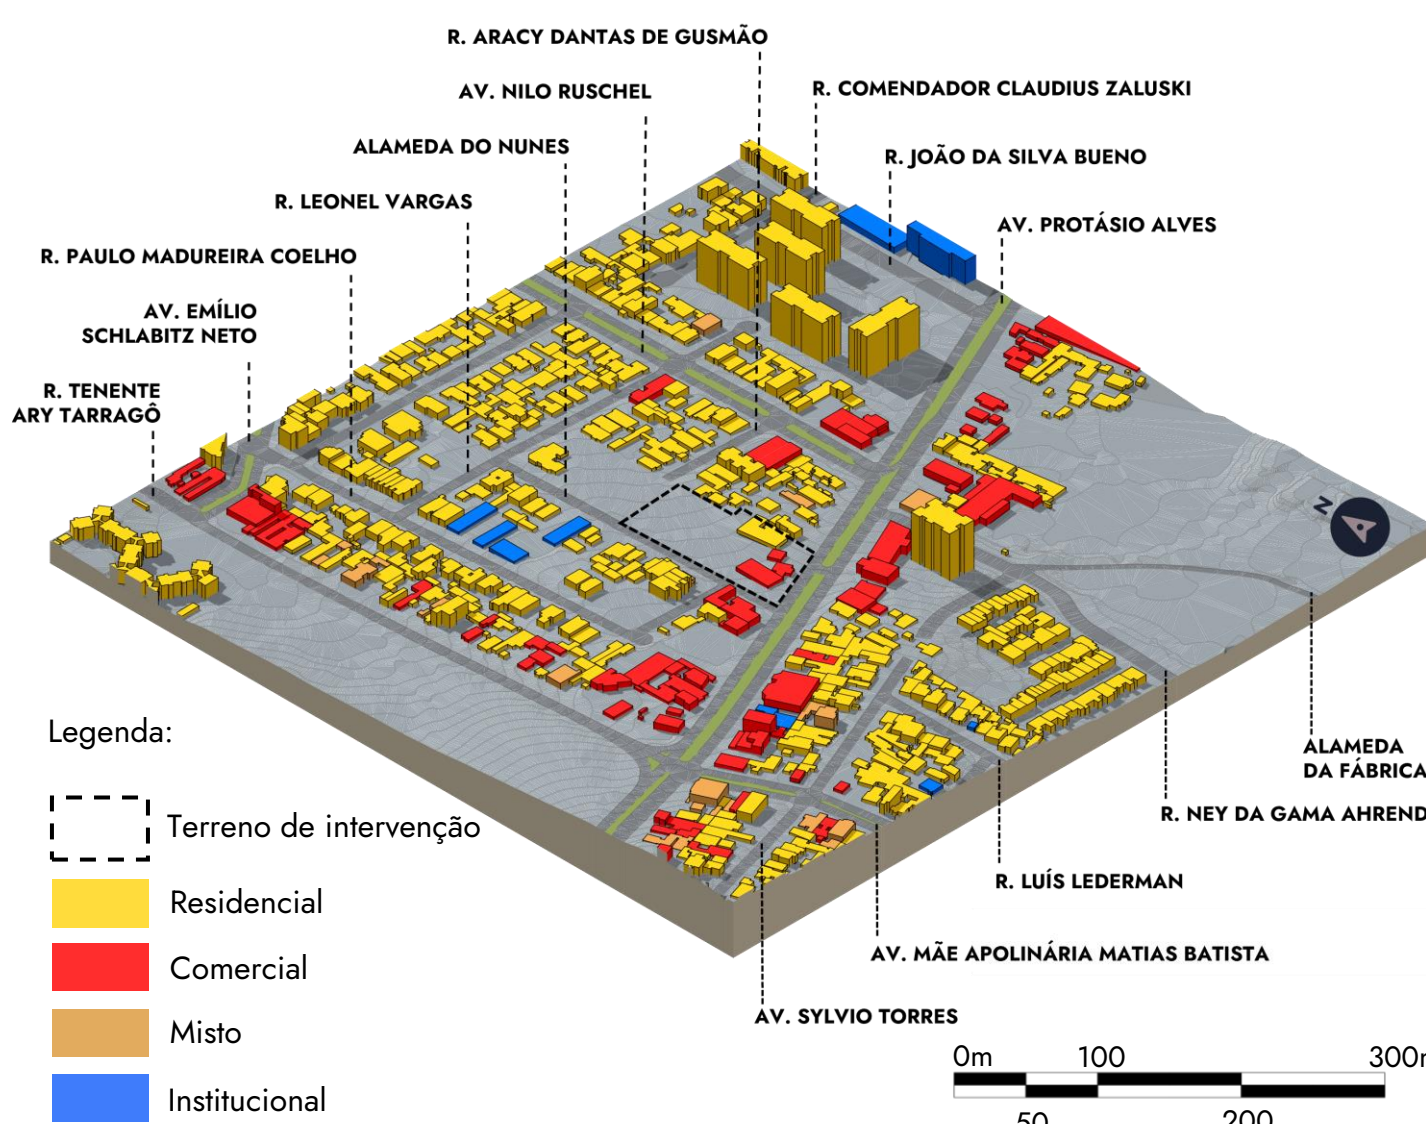 R. ARACY DANTAS DE GUSMÃO
AV. NILO RUSCHEL
R. COMENDADOR CLAUDIUS ZALUSKI
ALAMEDA DO NUNES
R. JOÃO DA SILVA BUENO
R. LEONEL VARGAS
AV. PROTÁSIO ALVES
R. PAULO MADUREIRA COELHO
AV. EMÍLIO
SCHLABITZ NETO
R. TENENTE
ARY TARRAGÔ
N
Legenda:
Terreno de intervenção
Residencial
Comercial
Misto
Institucional
ALAMEDA
DA FÁBRICA
R. NEY DA GAMA AHREND
R. LUÍS LEDERMAN
AV. MÃE APOLINÁRIA MATIAS BATISTA
AV. SYLVIO TORRES
0m 100 300m
50 200